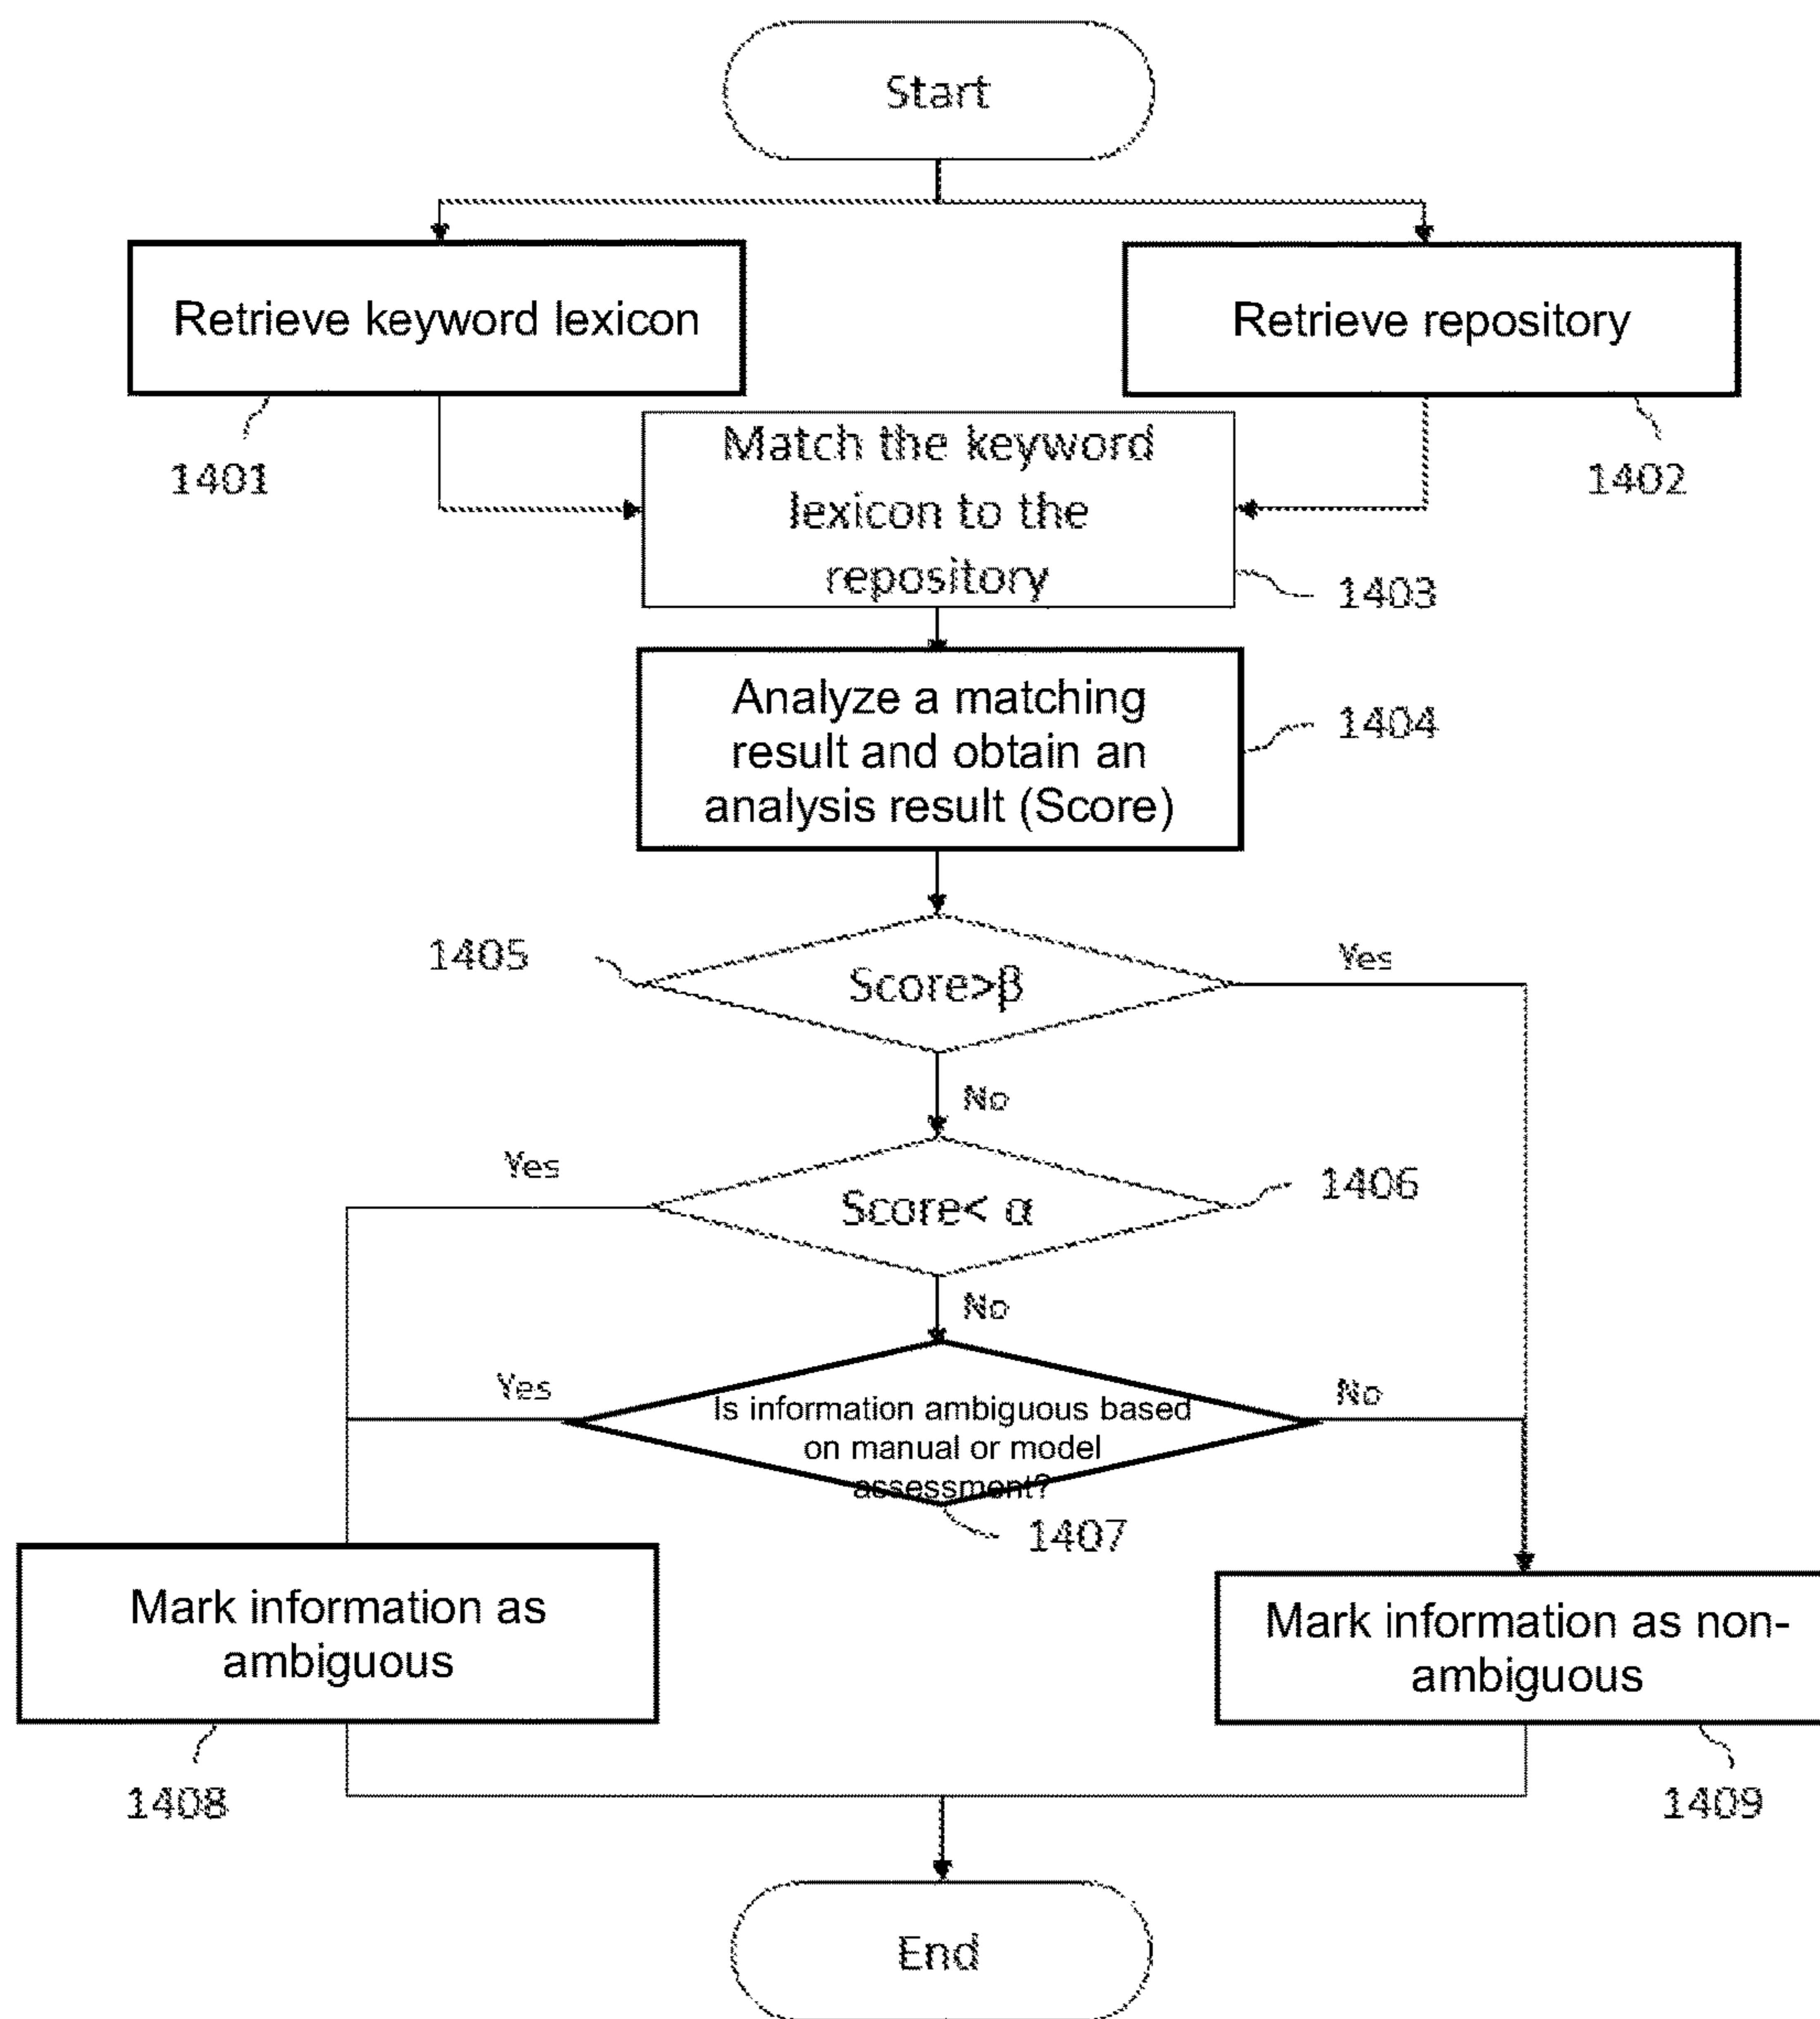 Start
Retrieve keyword lexicon
Retrieve repository
1401
1402
Match the keyword
lexicon to the
repository
1403
Analyze a matching
result and obtain an
analysis result (Score)
1404
1405
Score>β
Yes
No
Yes
Score< α
1406
No
Yes
Is information ambiguous based
on manual or model
assessment?
No
1407
Mark information as
ambiguous
Mark information as non-
ambiguous
1408
1409
End